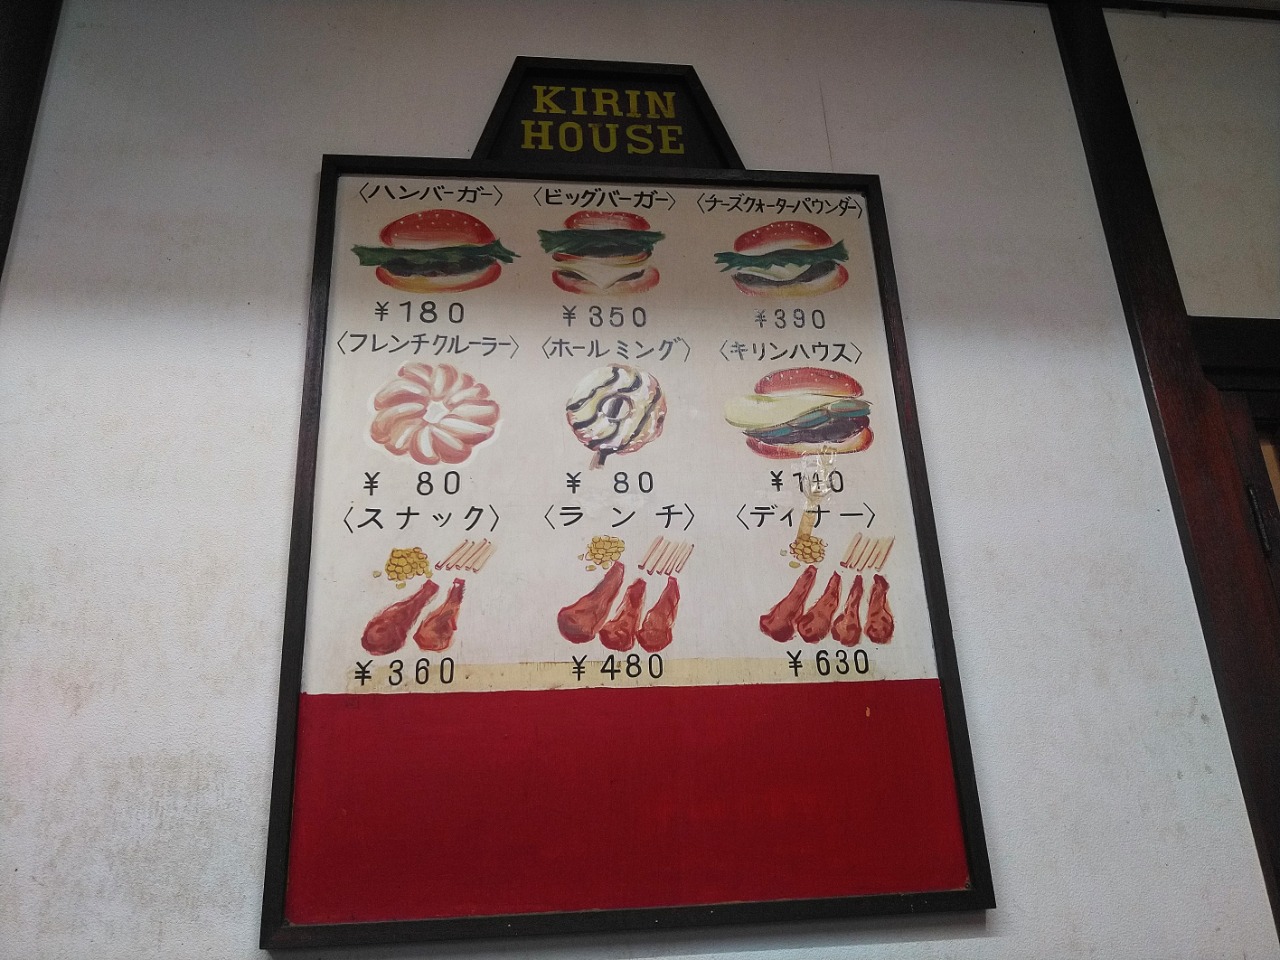 KIRIN
HOUSE
〈ハンバーガー〉 〈ビッグバーガー〉 〈チーズクォーターパウンダー〉
¥180 ¥350 ¥390
〈フレンチクルーラー〉 〈ホールミング〉 〈キリンハウス〉
¥ 80 ¥ 80 ¥140
〈スナック〉 〈ランチ〉 〈ディナー〉
¥360 ¥480 ¥630